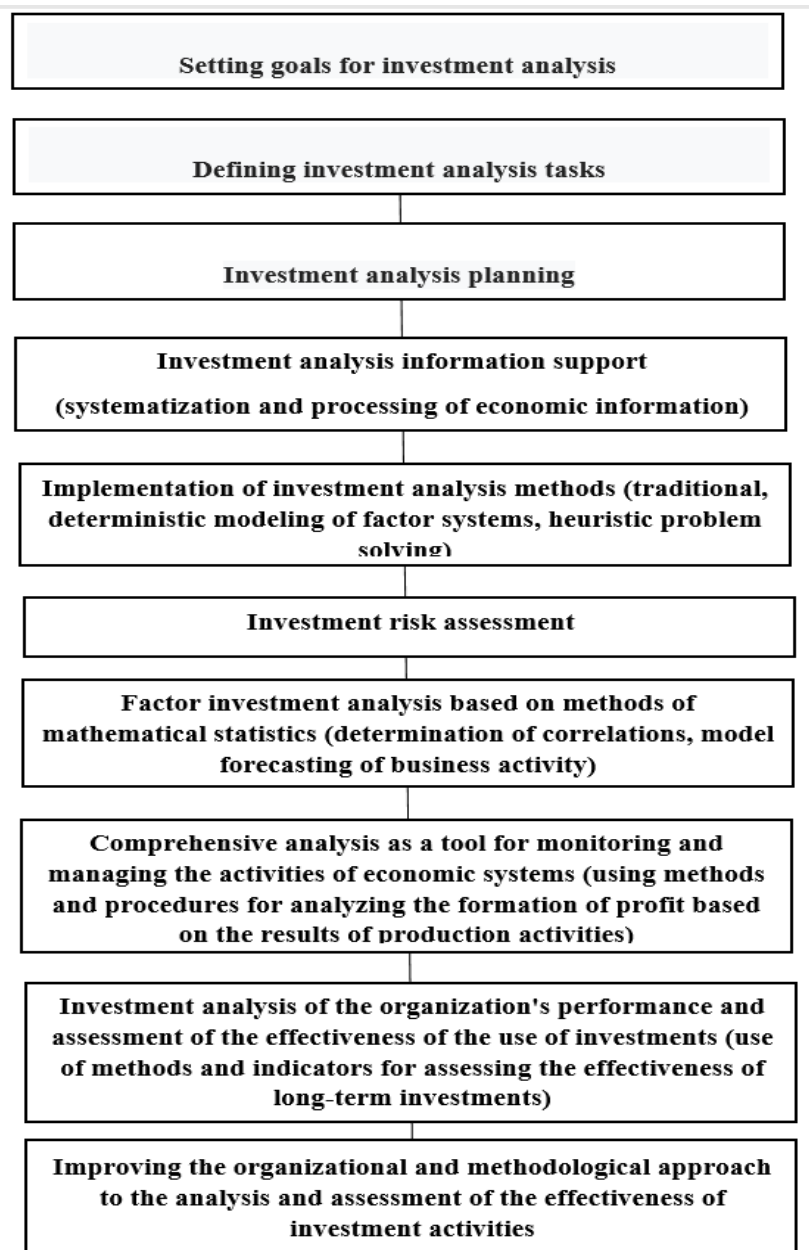 Setting goals for investment analysis
Defining investment analysis tasks
Investment analysis planning
Investment analysis information support
(systematization and processing of economic information)
Implementation of investment analysis methods (traditional,
deterministic modeling of factor systems, heuristic problem
solving)
Investment risk assessment
Factor investment analysis based on methods of
mathematical statistics (determination of correlations, model
forecasting of business activity)
Comprehensive analysis as a tool for monitoring and
managing the activities of economic systems (using methods
and procedures for analyzing the formation of profit based
on the results of production activities)
Investment analysis of the organization's performance and
assessment of the effectiveness of the use of investments (use
of methods and indicators for assessing the effectiveness of
long-term investments)
Improving the organizational and methodological approach
to the analysis and assessment of the effectiveness of
investment activities